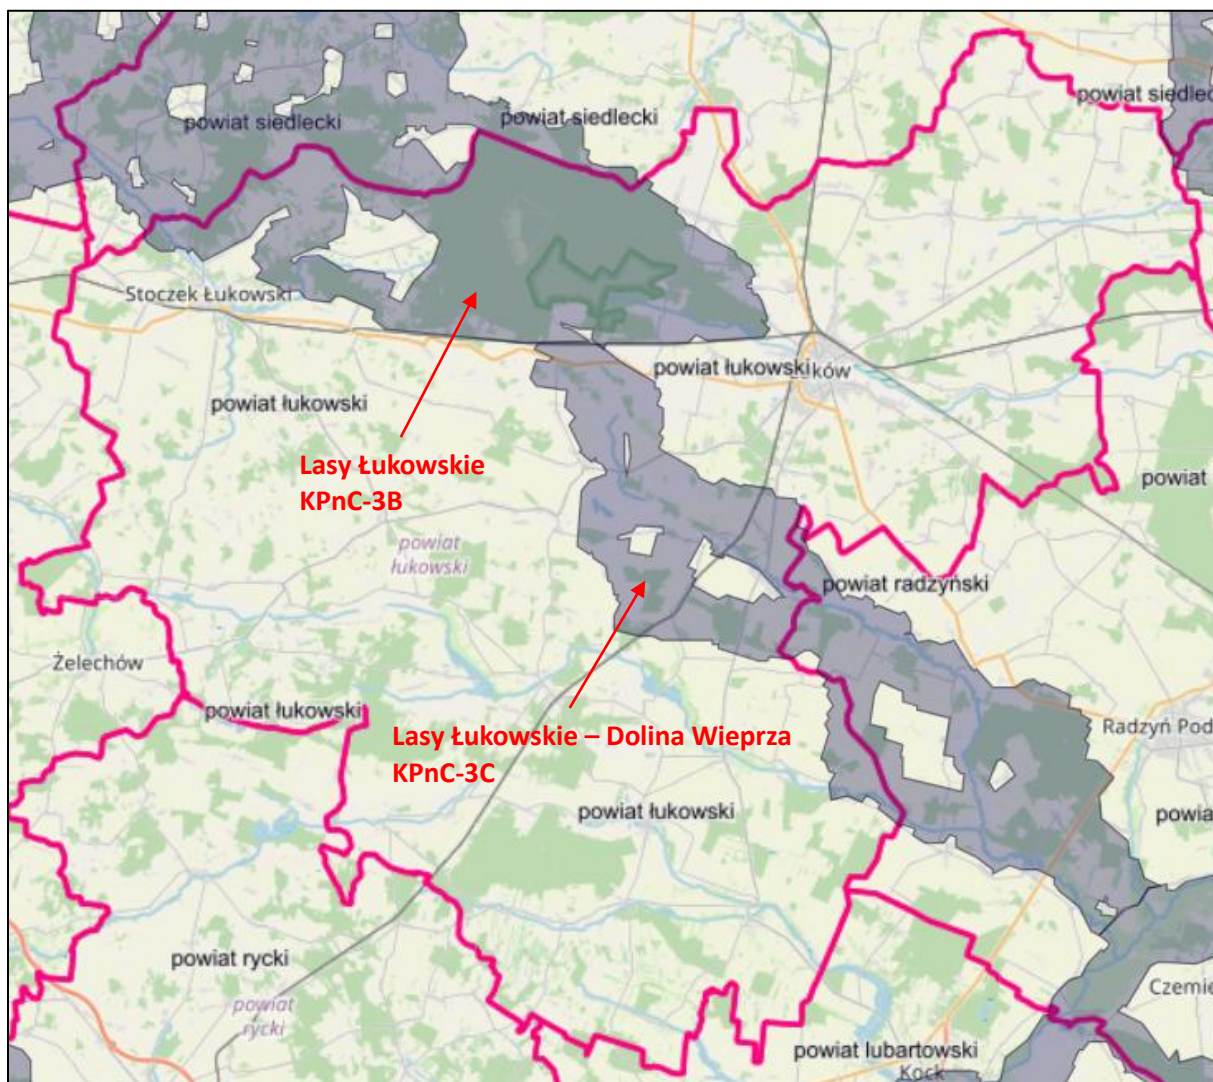 powiat siedlecki
powiat siedlecki
powiat siedlec
Stoczek Łukowski
powiat łukowski
powiat łukowski
ków
Lasy Łukowskie
KPnC-3B
powiat
powiat
łukowski
powiat radzyński
Żelechów
powiat łukowski
Radzyń Pod
Lasy Łukowskie – Dolina Wieprza
KPnC-3C
powiat łukowski
powia
powiat rycki
Czemie
powiat
rycki
powiat lubartowski
Kock